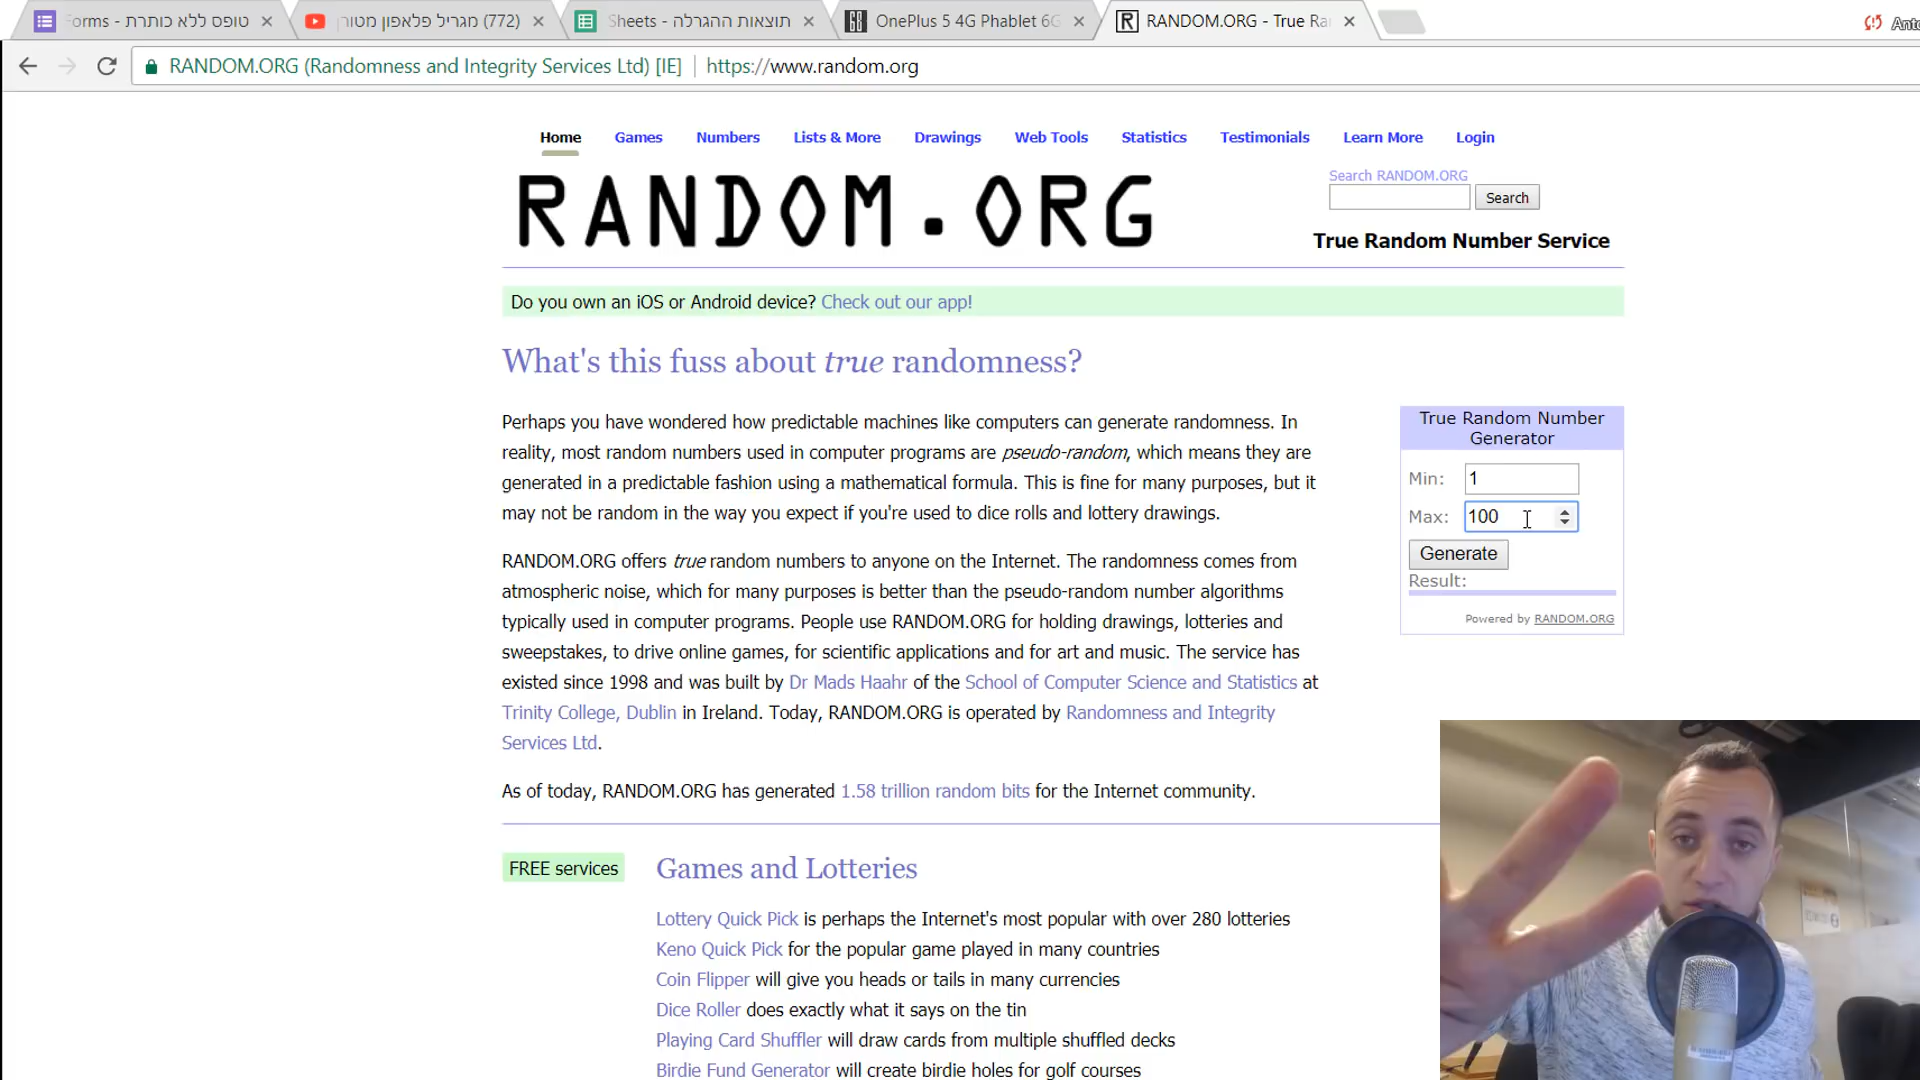 Forms - טופס ללא כותרת
(772) מגריל פלאפון מטור
Sheets - תוצאות ההגרלה
OnePlus 5 4G Phablet 6G
RANDOM.ORG - True Ra
RANDOM.ORG (Randomness and Integrity Services Ltd) [IE]
https://www.random.org
Home Games Numbers Lists & More Drawings Web Tools Statistics Testimonials Learn More Login
RANDOM.ORG
Search RANDOM.ORG
Search
True Random Number Service
Do you own an iOS or Android device? Check out our app!
What's this fuss about true randomness?
Perhaps you have wondered how predictable machines like computers can generate randomness. In
reality, most random numbers used in computer programs are pseudo-random, which means they are
generated in a predictable fashion using a mathematical formula. This is fine for many purposes, but it
may not be random in the way you expect if you're used to dice rolls and lottery drawings.
RANDOM.ORG offers true random numbers to anyone on the Internet. The randomness comes from
atmospheric noise, which for many purposes is better than the pseudo-random number algorithms
typically used in computer programs. People use RANDOM.ORG for holding drawings, lotteries and
sweepstakes, to drive online games, for scientific applications and for art and music. The service has
existed since 1998 and was built by Dr Mads Haahr of the School of Computer Science and Statistics at
Trinity College, Dublin in Ireland. Today, RANDOM.ORG is operated by Randomness and Integrity
Services Ltd.
As of today, RANDOM.ORG has generated 1.58 trillion random bits for the Internet community.
True Random Number
Generator
Min: 1
Max: 100
Generate
Result:
Powered by RANDOM.ORG
FREE services
Games and Lotteries
Lottery Quick Pick is perhaps the Internet's most popular with over 280 lotteries
Keno Quick Pick for the popular game played in many countries
Coin Flipper will give you heads or tails in many currencies
Dice Roller does exactly what it says on the tin
Playing Card Shuffler will draw cards from multiple shuffled decks
Birdie Fund Generator will create birdie holes for golf courses